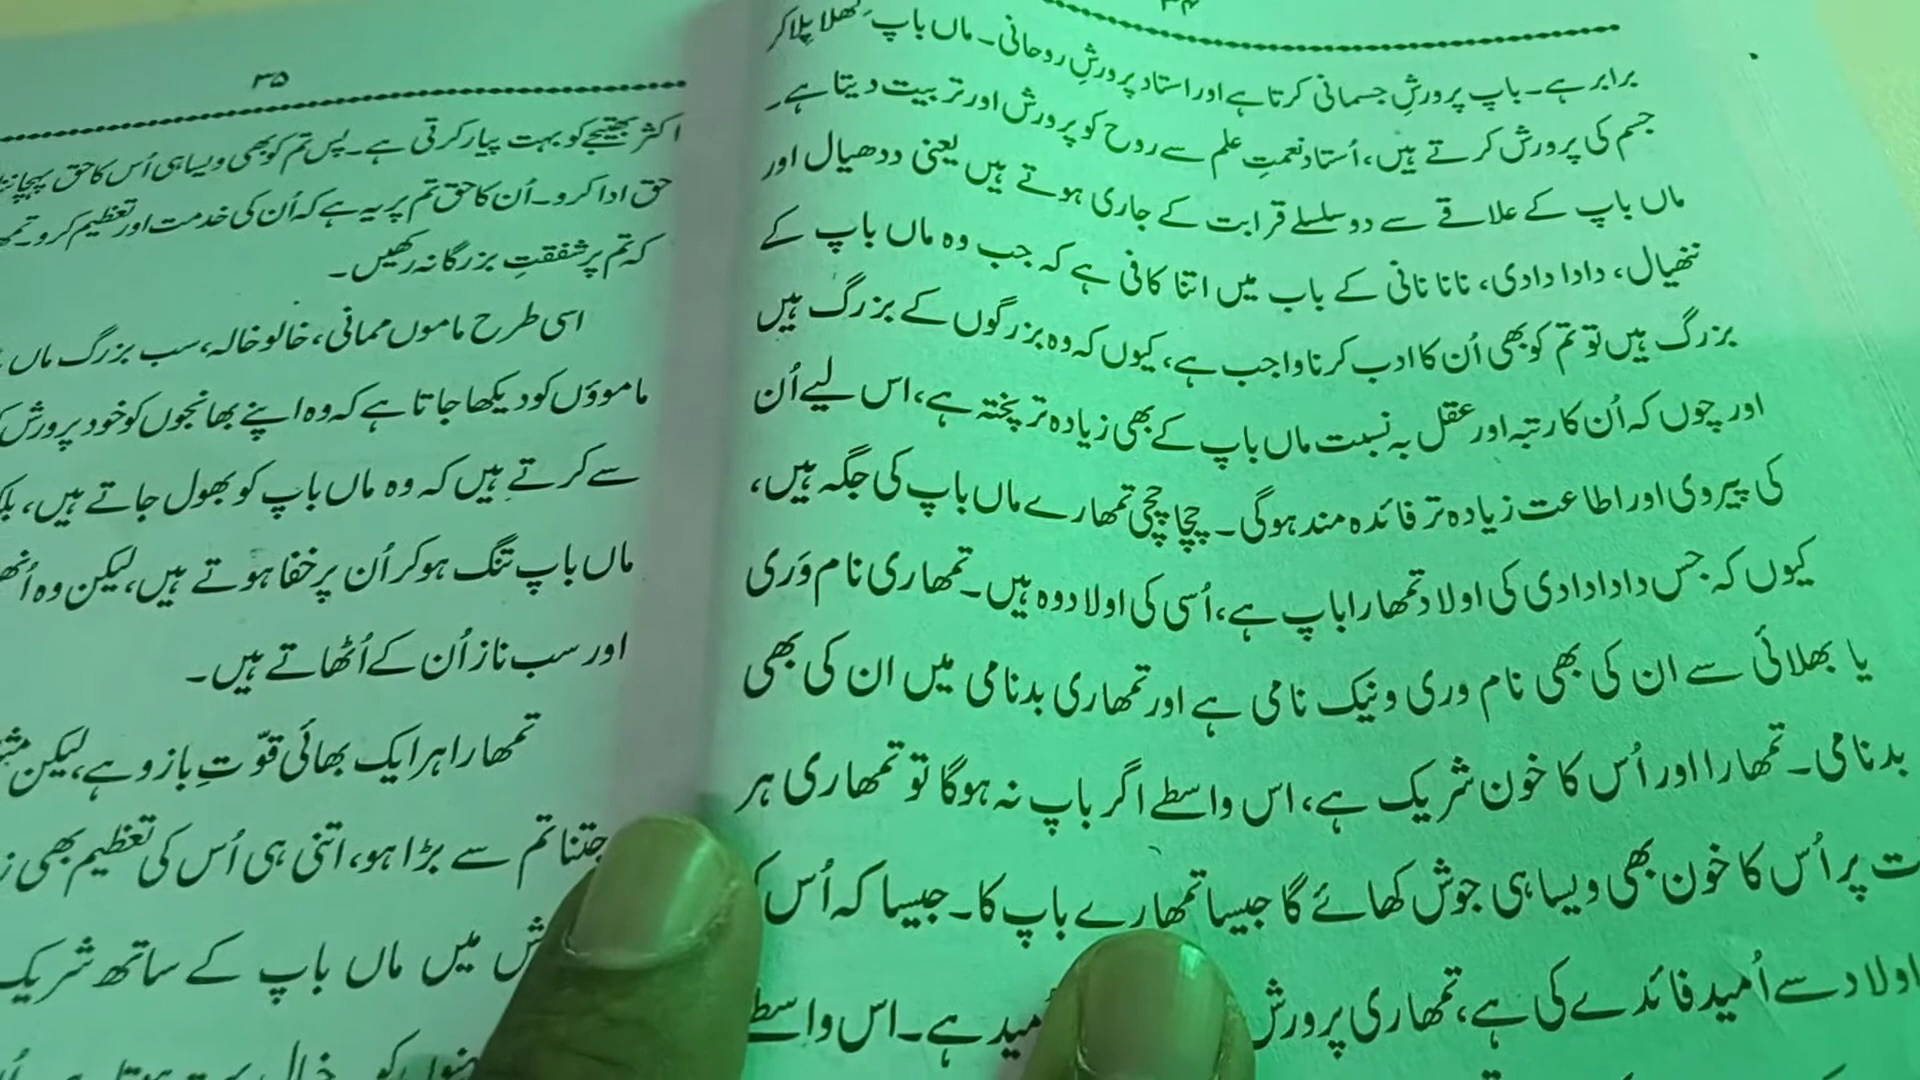 ۳۴
برابر ہے۔ باپ پرورشِ جسمانی کرتا ہے اور استاد پرورشِ روحانی۔ ماں باپ کھلا پلا کر
جسم کی پرورش کرتے ہیں، اُستاد نعمتِ علم سے روح کو پرورش اور تربیت دیتا ہے۔
ماں باپ کے علاقے سے دو سلسلے قرابت کے جاری ہوتے ہیں یعنی ددھیال اور
ننھیال، دادا دادی، نانا نانی کے باب میں اتنا کافی ہے کہ جب وہ ماں باپ کے
بزرگ ہیں تو تم کو بھی اُن کا ادب کرنا واجب ہے، کیوں کہ وہ بزرگوں کے بزرگ ہیں
اور چوں کہ اُن کا رتبہ اور عقل بہ نسبت ماں باپ کے بھی زیادہ تر پختہ ہے، اس لیے اُن
کی پیروی اور اطاعت زیادہ تر فائدہ مند ہوگی۔ چچا چچی تمھارے ماں باپ کی جگہ ہیں،
کیوں کہ جس دادا دادی کی اولاد تمھارا باپ ہے، اُسی کی اولاد وہ ہیں۔ تمھاری نام وَری
یا بھلائی سے ان کی بھی نام وری و نیک نامی ہے اور تمھاری بدنامی میں ان کی بھی
بدنامی۔ تمھارا اور اُس کا خون شریک ہے، اس واسطے اگر باپ نہ ہوگا تو تمھاری ہر
پر اُس کا خون بھی ویسا ہی جوش کھائے گا جیسا تمھارے باپ کا۔ جیسا کہ اُس
اولاد سے اُمید فائدے کی ہے، تمھاری پرورش ہے۔ اس واسطے
۳۵
اکثر بھتیجے کو بہت پیار کرتی ہے۔ پس تم کو بھی ویسا ہی اُس کا حق
حق ادا کرو۔ اُن کا حق تم پر یہ ہے کہ اُن کی خدمت اور تعظیم کرو۔
کہ تم پر شفقتِ بزرگانہ رکھیں۔
اسی طرح ماموں ممانی، خالو خالہ، سب بزرگ ماں
ماموؤں کو دیکھا جاتا ہے کہ وہ اپنے بھانجوں کو خود پرورش
سے کرتے ہیں کہ وہ ماں باپ کو بھول جاتے ہیں،
ماں باپ تنگ ہوکر اُن پر خفا ہوتے ہیں، لیکن وہ
اور سب ناز اُن کے اُٹھاتے ہیں۔
تمھارا ہر ایک بھائی قوّتِ بازو ہے، لیکن
جتنا تم سے بڑا ہو، اتنی ہی اُس کی تعظیم بھی
میں ماں باپ کے ساتھ شریک